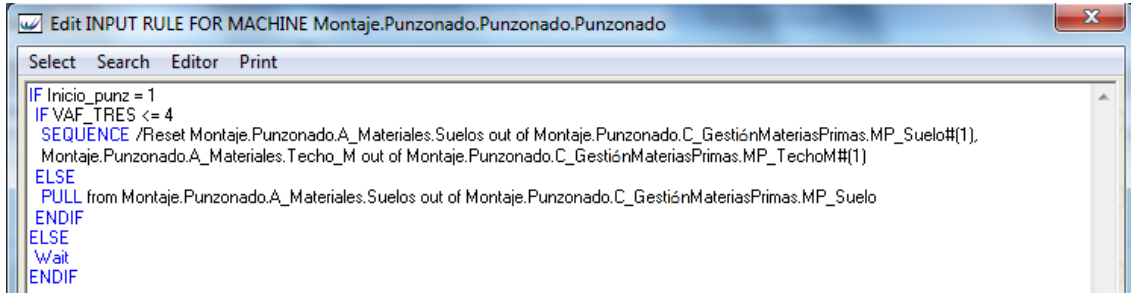 Edit INPUT RULE FOR MACHINE Montaje.Punzonado.Punzonado.Punzonado
Select Search Editor Print
IF Inicio_punz = 1
IF VAF_TRES <= 4
SEQUENCE /Reset Montaje.Punzonado.A_Materiales.Suelos out of Montaje.Punzonado.C_GestiónMateriasPrimas.MP_Suelo#(1),
Montaje.Punzonado.A_Materiales.Techo_M out of Montaje.Punzonado.C_GestiónMateriasPrimas.MP_TechoM#(1)
ELSE
PULL from Montaje.Punzonado.A_Materiales.Suelos out of Montaje.Punzonado.C_GestiónMateriasPrimas.MP_Suelo
ENDIF
ELSE
Wait
ENDIF